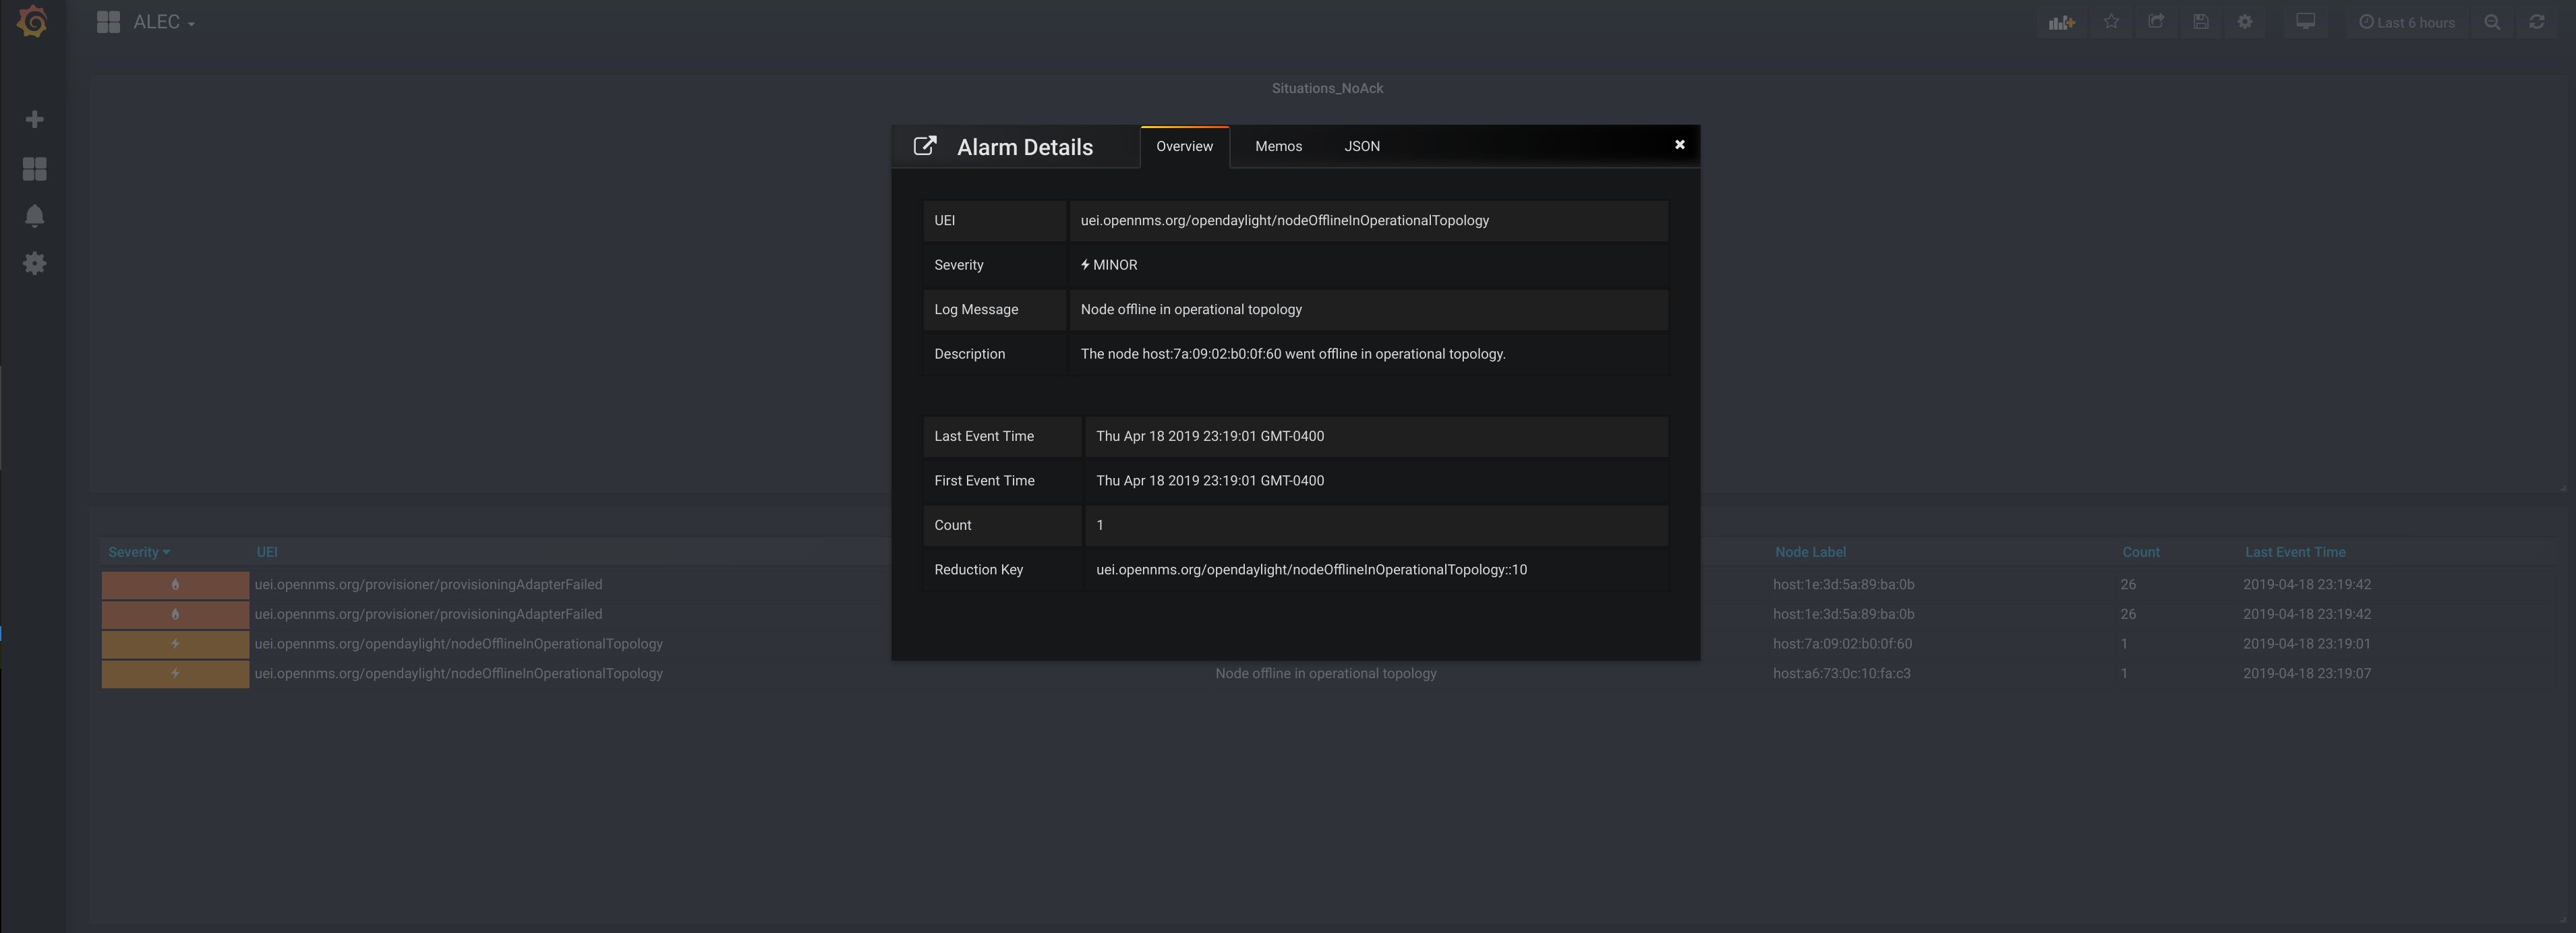 ALEC
Last 6 hours
Situations_NoAck
Alarm Details Overview Memos JSON
UEI uei.opennms.org/opendaylight/nodeOfflineInOperationalTopology
Severity MINOR
Log Message Node offline in operational topology
Description The node host:7a:09:02:b0:0f:60 went offline in operational topology.
Last Event Time Thu Apr 18 2019 23:19:01 GMT-0400
First Event Time Thu Apr 18 2019 23:19:01 GMT-0400
Count 1
Reduction Key uei.opennms.org/opendaylight/nodeOfflineInOperationalTopology::10
Severity UEI Node Label Count Last Event Time
uei.opennms.org/provisioner/provisioningAdapterFailed host:1e:3d:5a:89:ba:0b 26 2019-04-18 23:19:42
uei.opennms.org/provisioner/provisioningAdapterFailed host:1e:3d:5a:89:ba:0b 26 2019-04-18 23:19:42
uei.opennms.org/opendaylight/nodeOfflineInOperationalTopology host:7a:09:02:b0:0f:60 1 2019-04-18 23:19:01
uei.opennms.org/opendaylight/nodeOfflineInOperationalTopology Node offline in operational topology host:a6:73:0c:10:fa:c3 1 2019-04-18 23:19:07